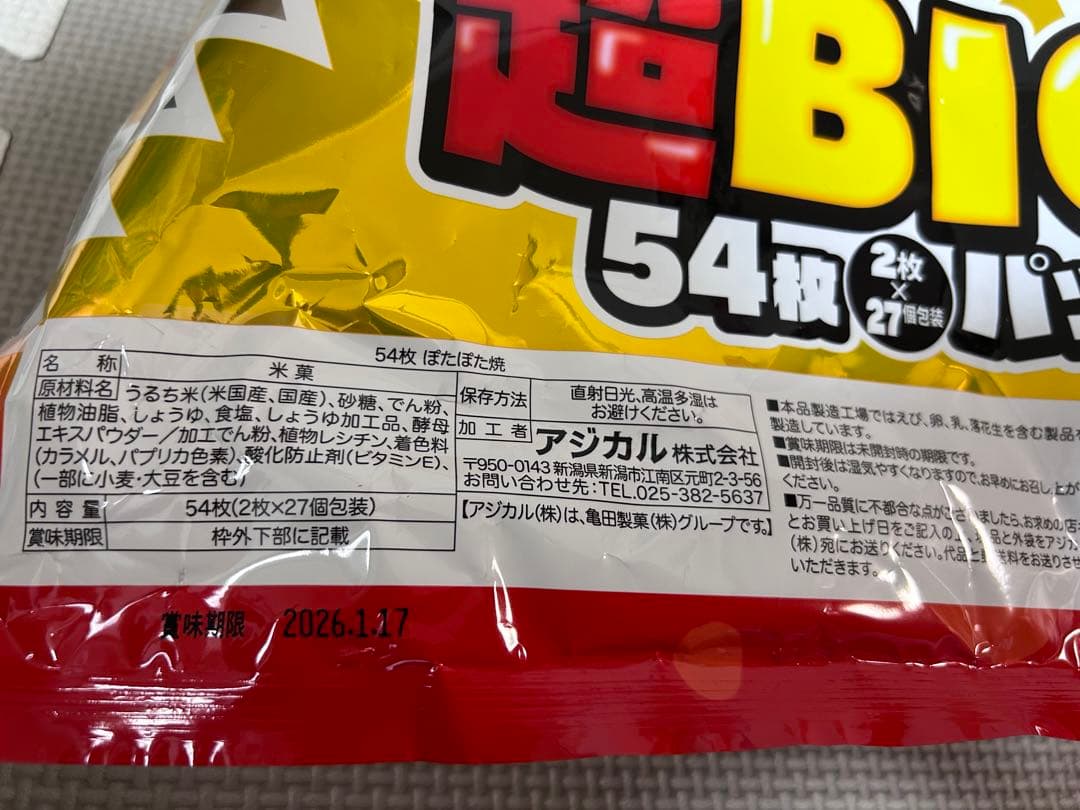 超BIG
54枚 2枚×27個包装 パッ
54枚 ぽたぽた焼
名 称 米菓
原材料名 うるち米(米国産、国産)、砂糖、でん粉、
植物油脂、しょうゆ、食塩、しょうゆ加工品、酵母
エキスパウダー/加工でん粉、植物レシチン、着色料
(カラメル、パプリカ色素)、酸化防止剤(ビタミンE)、
(一部に小麦・大豆を含む)
内容量 54枚(2枚×27個包装)
賞味期限 枠外下部に記載
保存方法 直射日光、高温多湿は
お避けください。
加工者 アジカル株式会社
〒950-0143 新潟県新潟市江南区元町2-3-56
お問い合わせ先:TEL.025-382-5637
【アジカル(株)は、亀田製菓(株)グループです。】
■本品製造工場ではえび、卵、乳、落花生を含む製品を
製造しています。
■賞味期限は未開封時の期限です。
■開封後は湿気やすくなりますので、お早めにお召し上が
ください。
■万一品質に不都合な点がございましたら、お求めの店
とお買い上げ日をご記入の上、現品と外袋をアジカ
(株)宛にお送りください。代品と送料をお送りさせ
いただきます。
賞味期限 2026.1.17